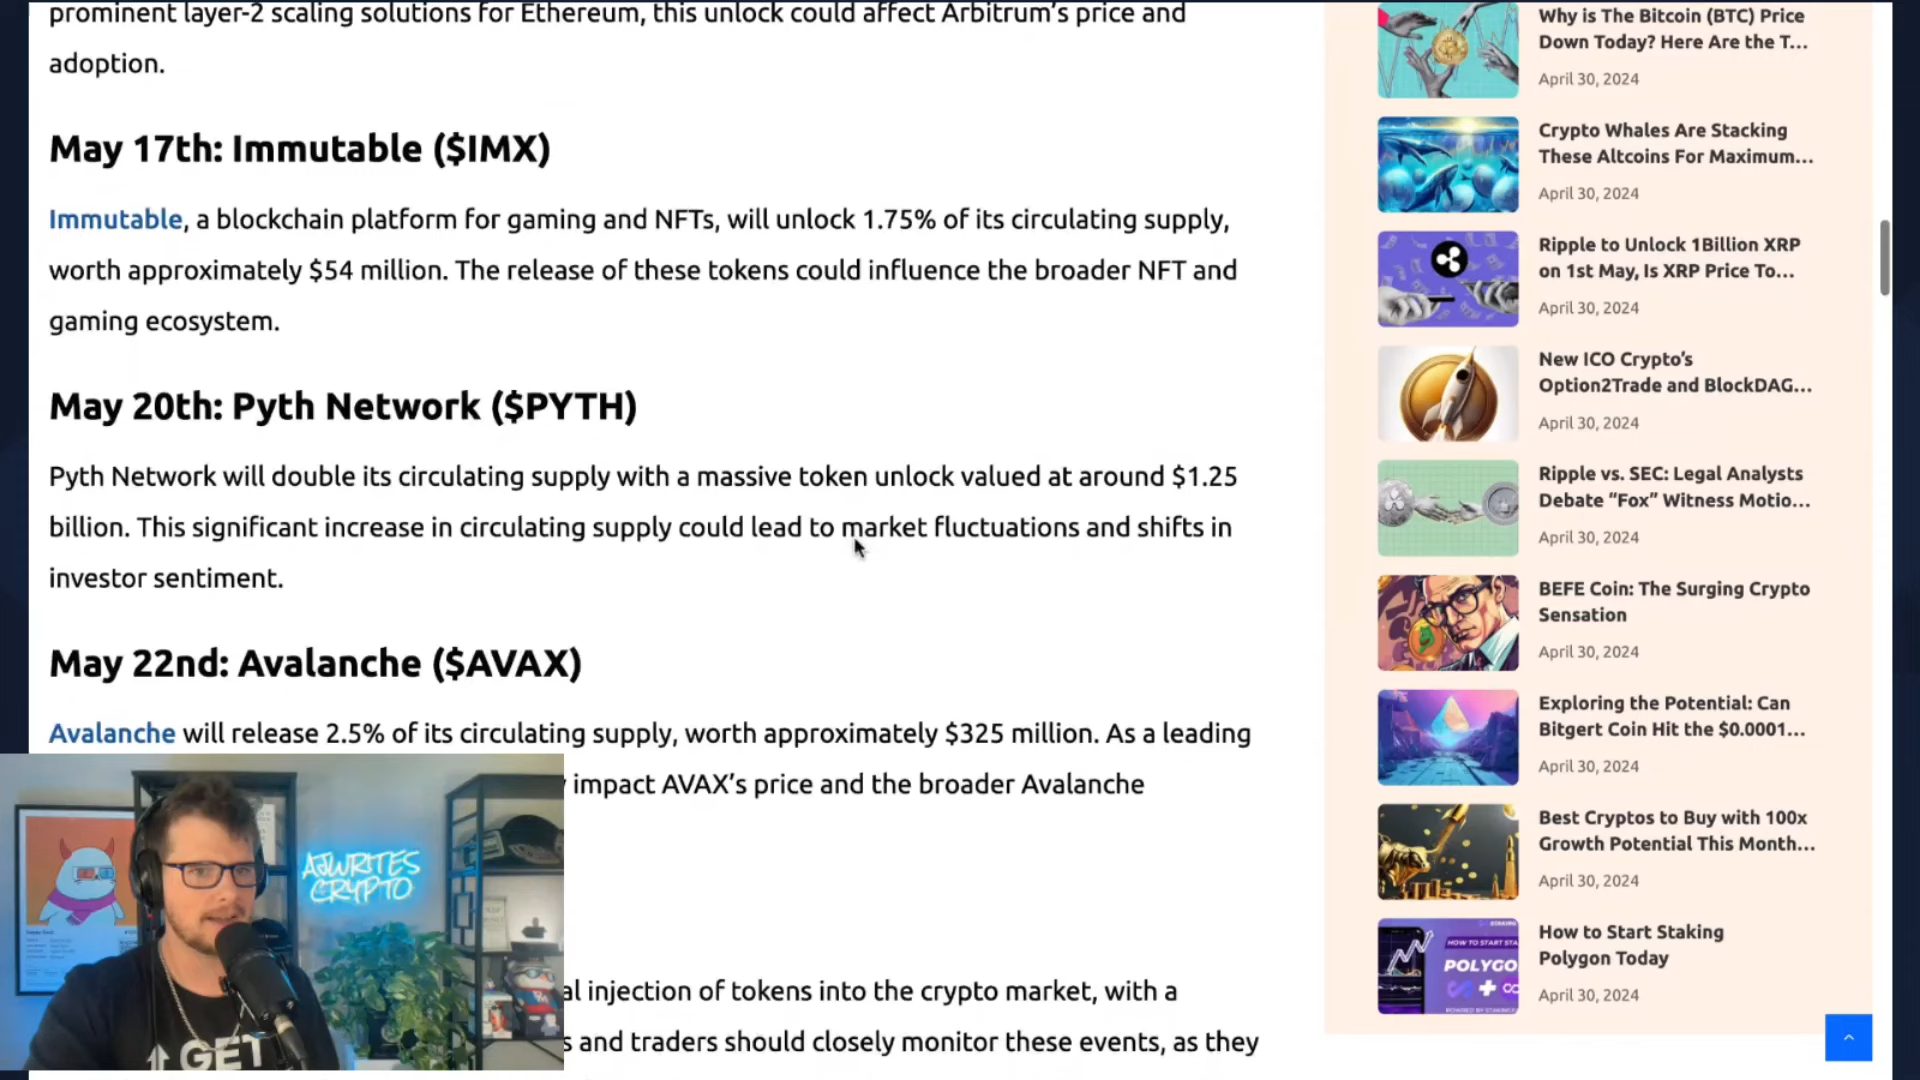 prominent layer-2 scaling solutions for Ethereum, this unlock could affect Arbitrum's price and
adoption.
May 17th: Immutable ($IMX)
Immutable, a blockchain platform for gaming and NFTs, will unlock 1.75% of its circulating supply,
worth approximately $54 million. The release of these tokens could influence the broader NFT and
gaming ecosystem.
May 20th: Pyth Network ($PYTH)
Pyth Network will double its circulating supply with a massive token unlock valued at around $1.25
billion. This significant increase in circulating supply could lead to market fluctuations and shifts in
investor sentiment.
May 22nd: Avalanche ($AVAX)
Avalanche will release 2.5% of its circulating supply, worth approximately $325 million. As a leading
impact AVAX's price and the broader Avalanche
al injection of tokens into the crypto market, with a
s and traders should closely monitor these events, as they
AJWRITES
CRYPTO
GET
Why is The Bitcoin (BTC) Price
Down Today? Here Are the T...
April 30, 2024
Crypto Whales Are Stacking
These Altcoins For Maximum...
April 30, 2024
Ripple to Unlock 1Billion XRP
on 1st May, Is XRP Price To...
April 30, 2024
New ICO Crypto's
Option2Trade and BlockDAG...
April 30, 2024
Ripple vs. SEC: Legal Analysts
Debate “Fox” Witness Motio...
April 30, 2024
BEFE Coin: The Surging Crypto
Sensation
April 30, 2024
Exploring the Potential: Can
Bitgert Coin Hit the $0.0001...
April 30, 2024
Best Cryptos to Buy with 100x
Growth Potential This Month...
April 30, 2024
HOW TO START STA
POLYGO
How to Start Staking
Polygon Today
April 30, 2024